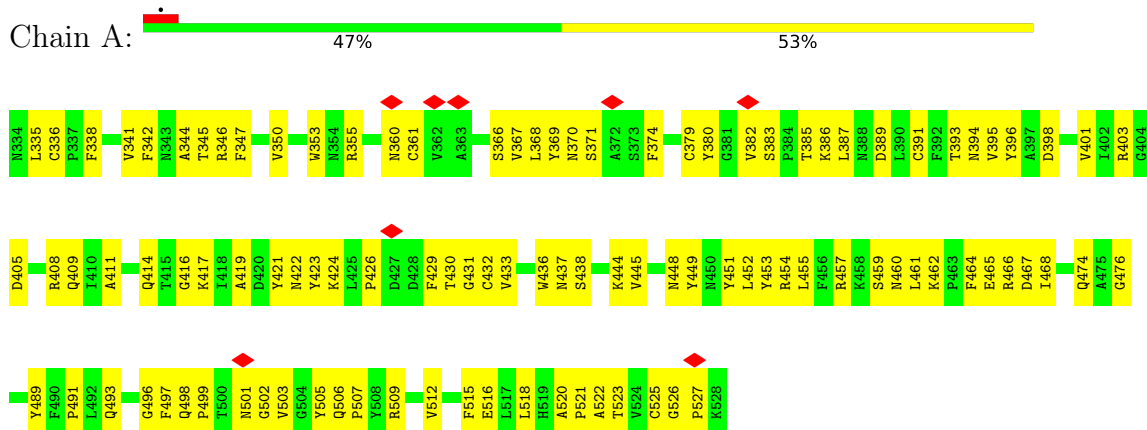 Chain A:
47% 53%
N334 L335 C336 P337 F338 V341 F342 N343 A344 T345 R346 F347 V350 W353 N354 R355 N360 C361 V362 A363 S366 V367 L368 Y369 N370 S371 A372 S373 F374 C379 Y380 G381 V382 S383 P384 T385 K386 L387 N388 D389 L390 C391 F392 T393 N394 V395 Y396 A397 D398 V401 I402 R403 G404
D405 R408 Q409 I410 A411 Q414 T415 G416 K417 I418 A419 D420 Y421 N422 Y423 K424 L425 P426 D427 D428 F429 T430 G431 C432 V433 W436 N437 S438 K444 V445 N448 Y449 N450 Y451 L452 Y453 R454 L455 F456 R457 K458 S459 N460 L461 K462 P463 F464 E465 R466 D467 I468 Q474 A475 G476
Y489 F490 P491 L492 Q493 G496 F497 Q498 P499 T500 N501 G502 V503 G504 Y505 Q506 P507 Y508 R509 V512 F515 E516 L517 L518 H519 A520 P521 A522 T523 V524 C525 G526 P527 K528